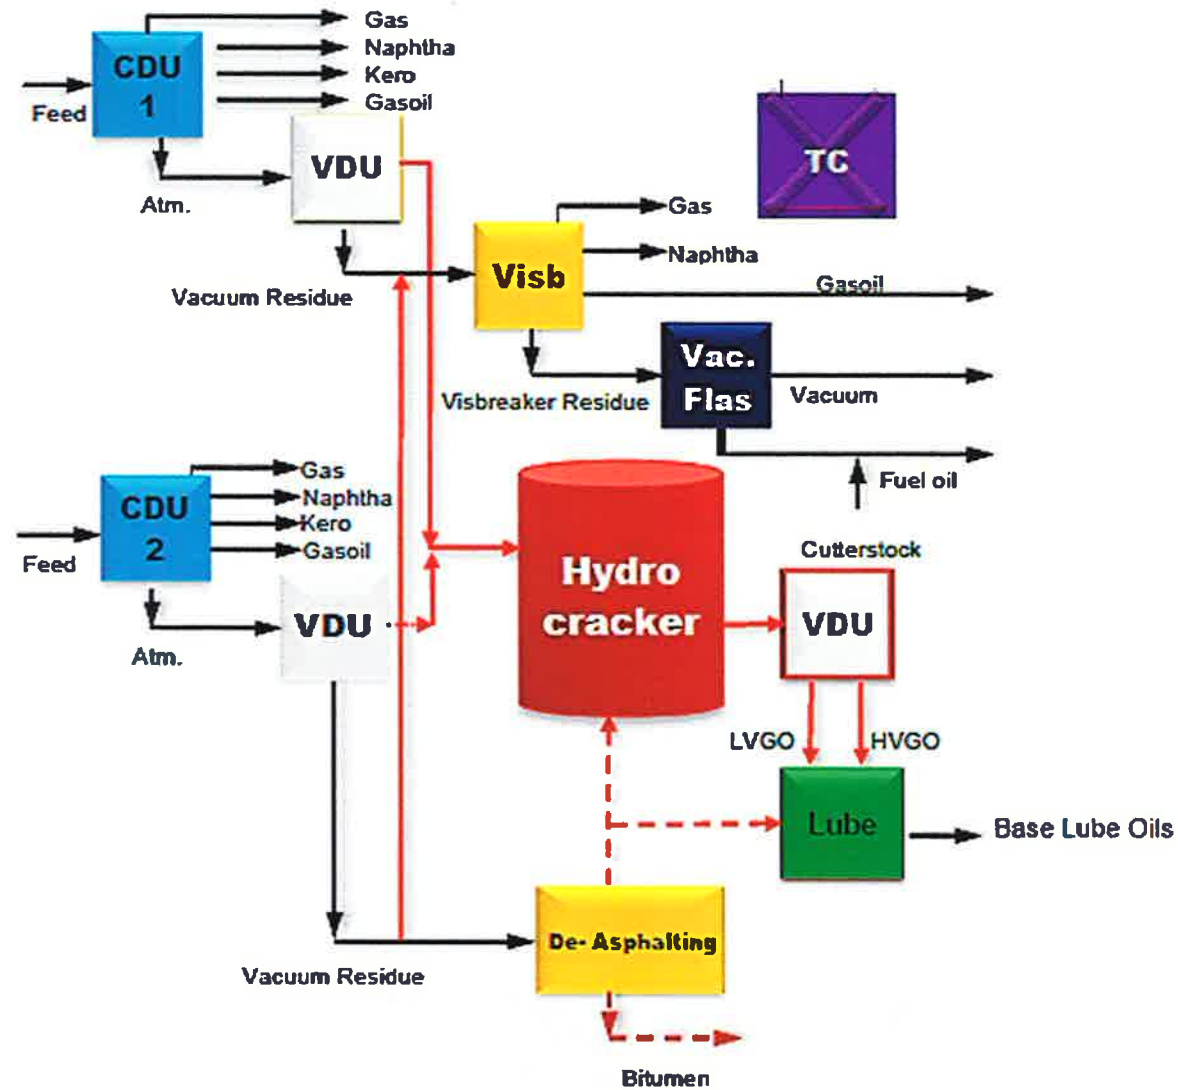 Gas
Naphtha
Kero
Gasoil
CDU
1
Feed
Atm.
VDU
TC
Vacuum Residue
Visb
Gas
Naphtha
Gasoil
Visbreaker Residue
Vac.
Flas
Vacuum
Fuel oil
Cutterstock
CDU
2
Feed
Gas
Naphtha
Kero
Gasoil
Atm.
VDU
Hydro
cracker
VDU
LVGO
HVGO
Lube
Base Lube Oils
De- Asphalting
Vacuum Residue
Bitumen